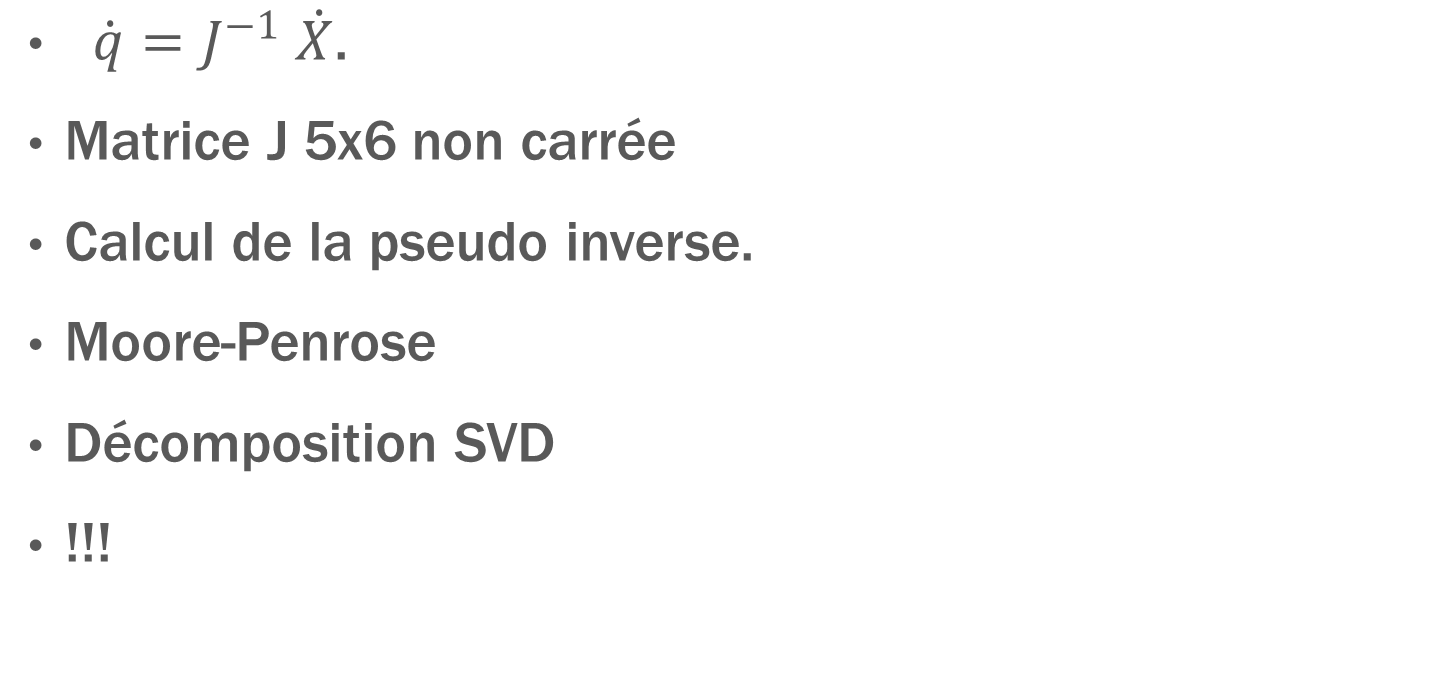 • q̇ = J⁻¹ Ẋ.
• Matrice J 5x6 non carrée
• Calcul de la pseudo inverse.
• Moore-Penrose
• Décomposition SVD
• !!!